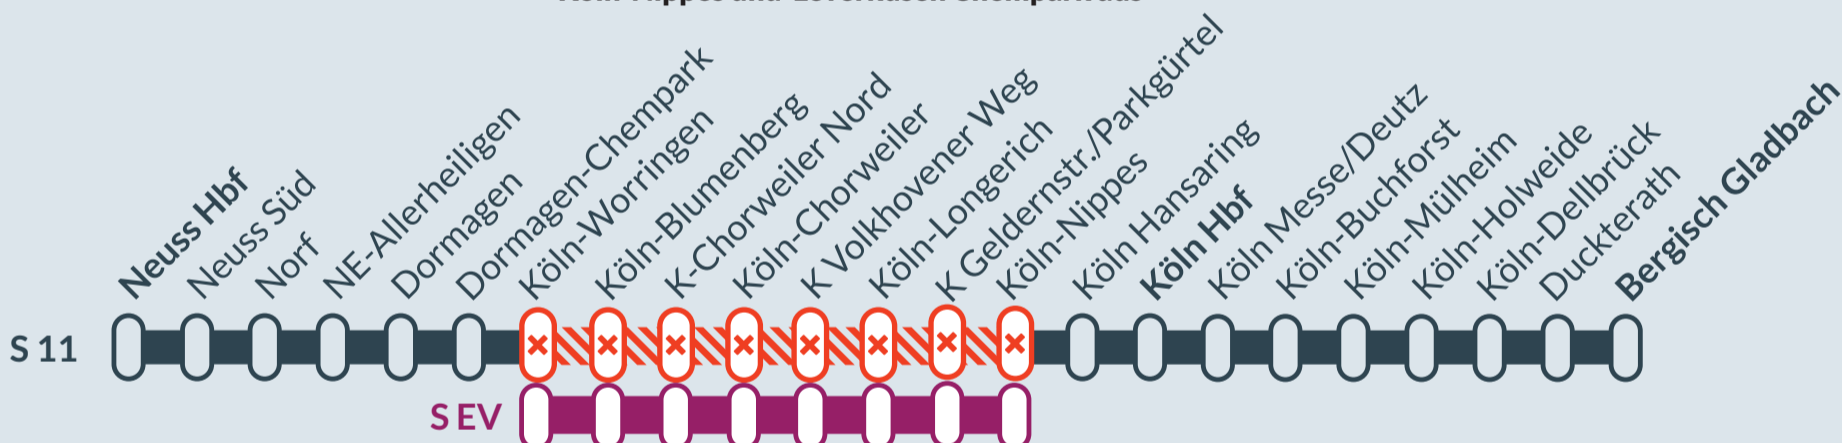 Neuss Hbf
Neuss Süd
Norf
NE-Allerheiligen
Dormagen
Dormagen-Chempark
Köln-Worringen
Köln-Blumenberg
K-Chorweiler Nord
Köln-Chorweiler
K Volkhovener Weg
Köln-Longerich
K Geldernstr./Parkgürtel
Köln-Nippes
Köln Hansaring
Köln Hbf
Köln Messe/Deutz
Köln-Buchforst
Köln-Mülheim
Köln-Holweide
Köln-Dellbrück
Duckterath
Bergisch Gladbach
S 11
S EV